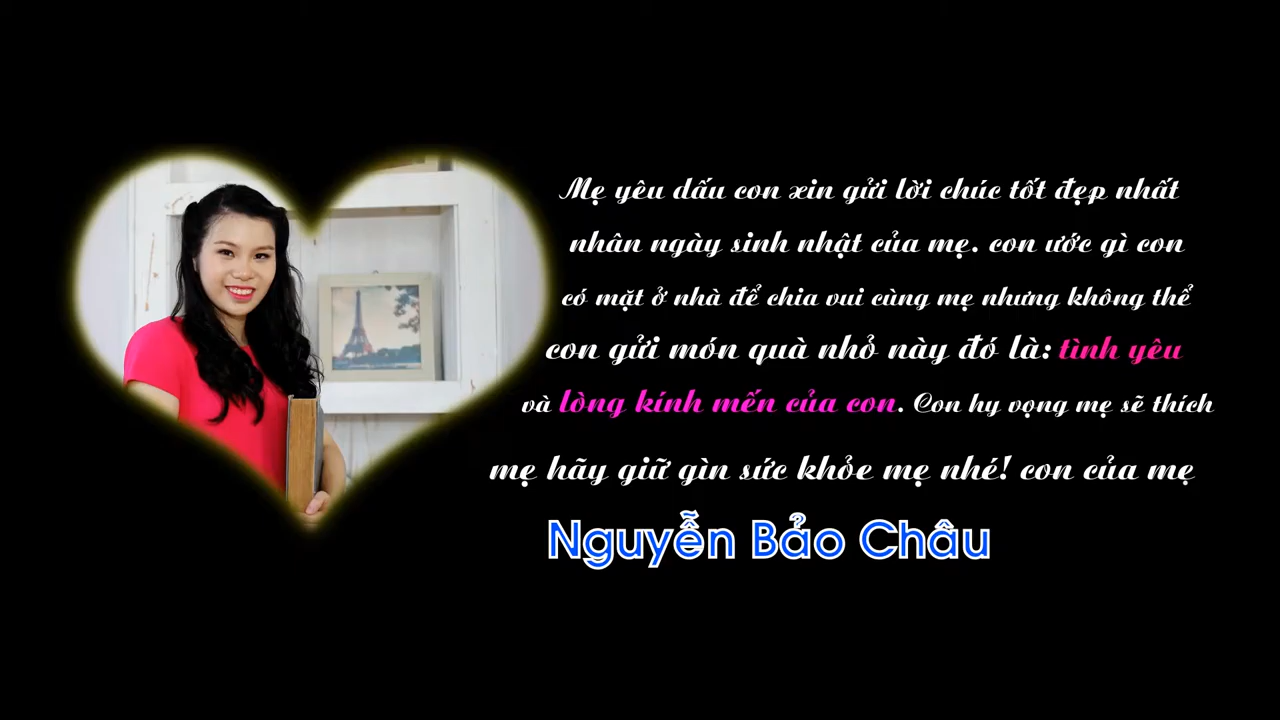 Mẹ yêu dấu con xin gửi lời chúc tốt đẹp nhất
nhân ngày sinh nhật của mẹ. con ước gì con
có mặt ở nhà để chia vui cùng mẹ nhưng không thể
con gửi món quà nhỏ này đó là: tình yêu
và lòng kính mến của con. Con hy vọng mẹ sẽ thích
mẹ hãy giữ gìn sức khỏe mẹ nhé! con của mẹ
Nguyễn Bảo Châu